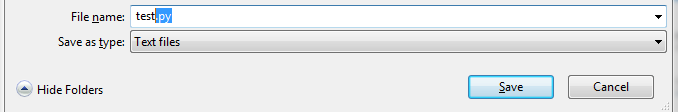 File name: test.py
Save as type: Text files
Hide Folders Save Cancel